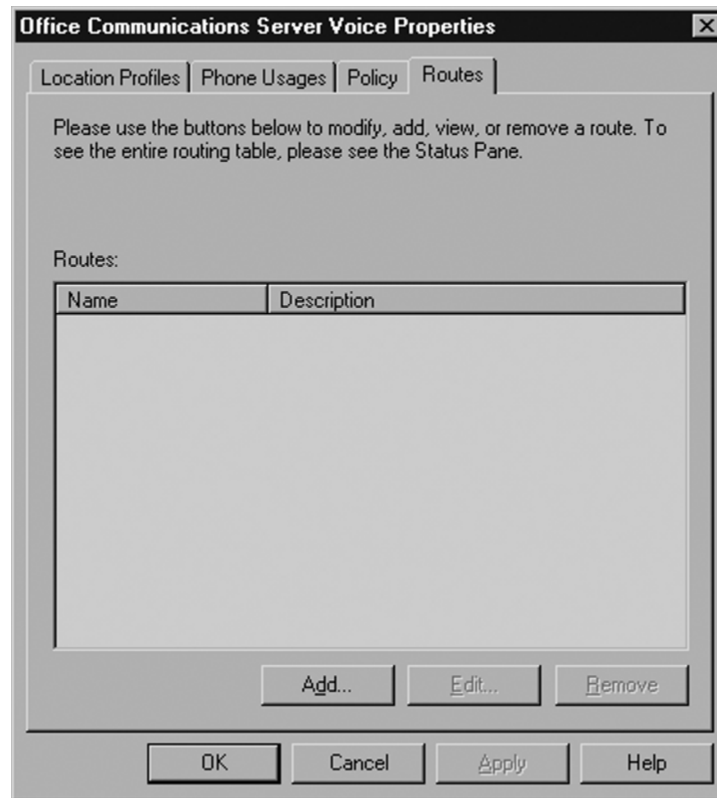 Office Communications Server Voice Properties
Location Profiles Phone Usages Policy Routes
Please use the buttons below to modify, add, view, or remove a route. To
see the entire routing table, please see the Status Pane.
Routes:
Name Description
Add... Edit... Remove
OK Cancel Apply Help